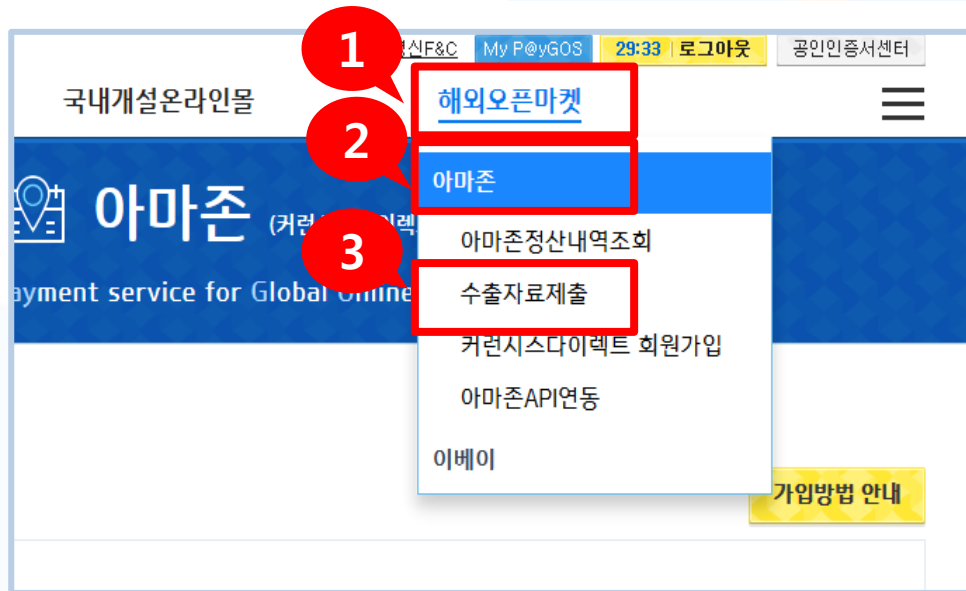 1
신F&C My P@yGOS 29:33 로그아웃 공인인증서센터
국내개설온라인몰 해외오픈마켓
2
아마존
아마존 (커런
아마존정산내역조회
3
수출자료제출
ayment service for Global Online
커런시스다이렉트 회원가입
아마존API연동
이베이
가입방법 안내